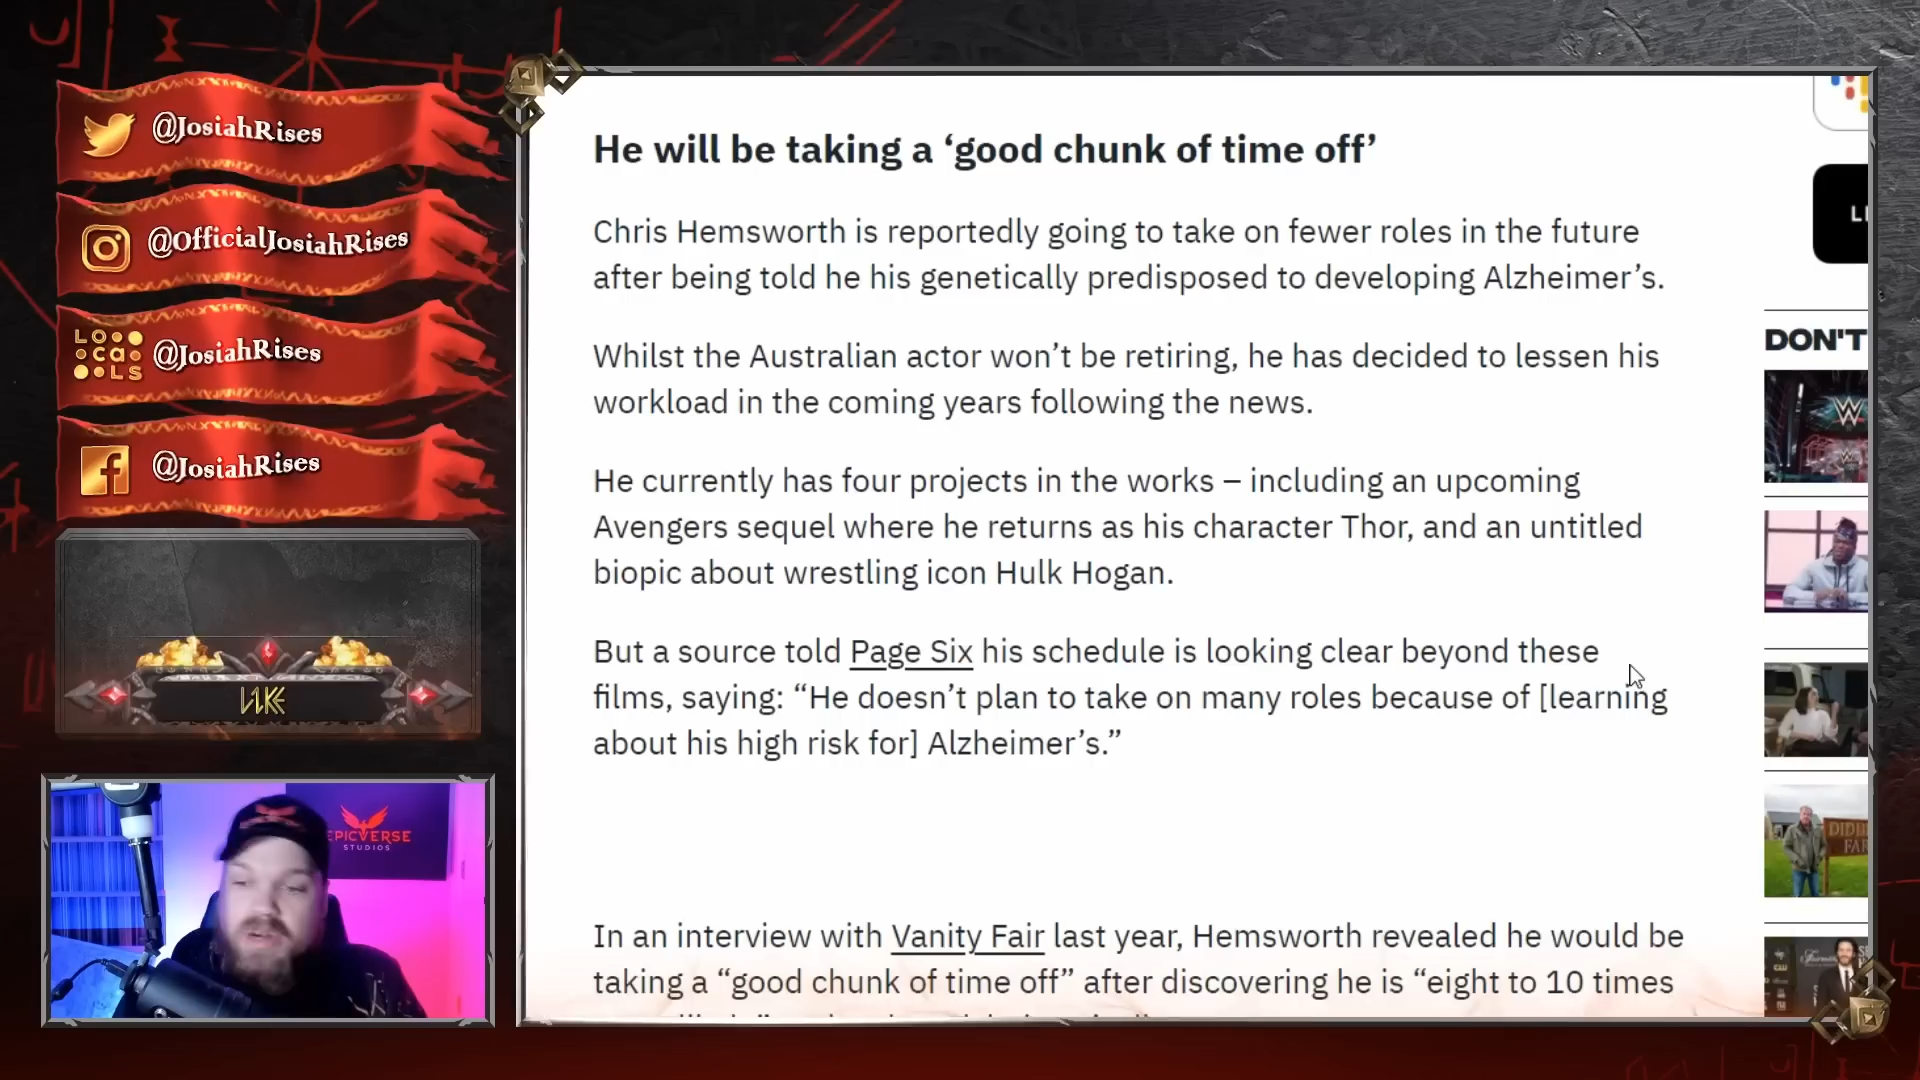 @JosiahRises
@OfficialJosiahRises
LO
ca
LS
@JosiahRises
@JosiahRises
LIKE
EPICVERSE
STUDIOS
He will be taking a ‘good chunk of time off’
Chris Hemsworth is reportedly going to take on fewer roles in the future
after being told he his genetically predisposed to developing Alzheimer’s.
Whilst the Australian actor won’t be retiring, he has decided to lessen his
workload in the coming years following the news.
He currently has four projects in the works – including an upcoming
Avengers sequel where he returns as his character Thor, and an untitled
biopic about wrestling icon Hulk Hogan.
But a source told Page Six his schedule is looking clear beyond these
films, saying: “He doesn’t plan to take on many roles because of [learning
about his high risk for] Alzheimer’s.”
In an interview with Vanity Fair last year, Hemsworth revealed he would be
taking a “good chunk of time off” after discovering he is “eight to 10 times
DON'T